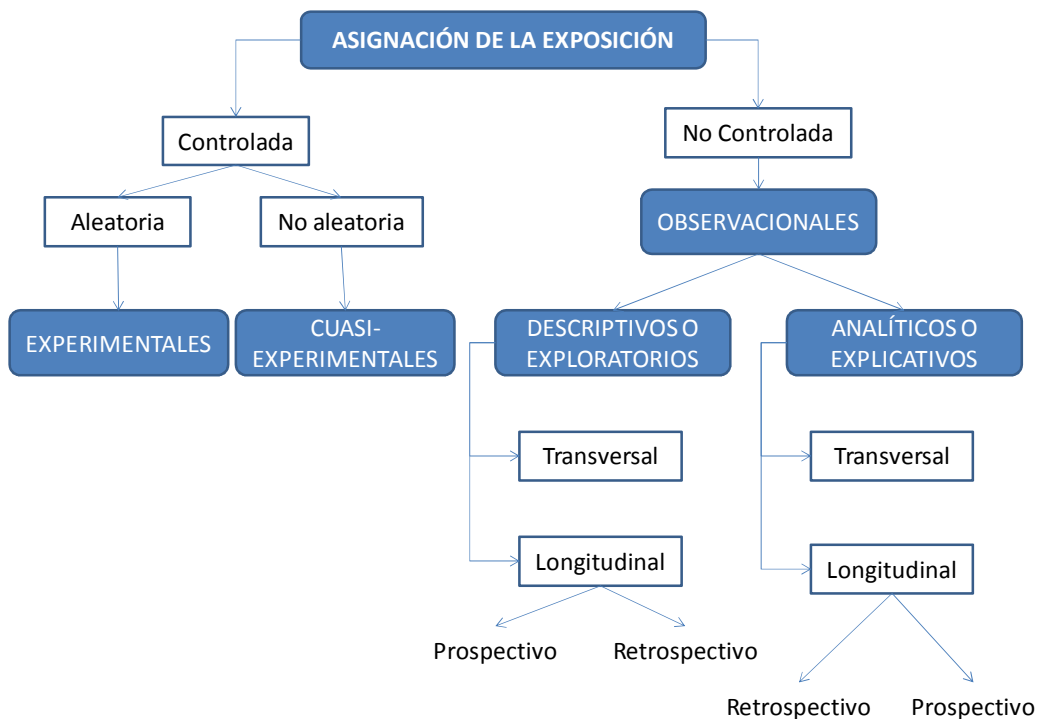 ASIGNACIÓN DE LA EXPOSICIÓN
Controlada
No Controlada
Aleatoria
No aleatoria
OBSERVACIONALES
EXPERIMENTALES
CUASI-
EXPERIMENTALES
DESCRIPTIVOS O
EXPLORATORIOS
ANALÍTICOS O
EXPLICATIVOS
Transversal
Transversal
Longitudinal
Longitudinal
Prospectivo
Retrospectivo
Retrospectivo
Prospectivo